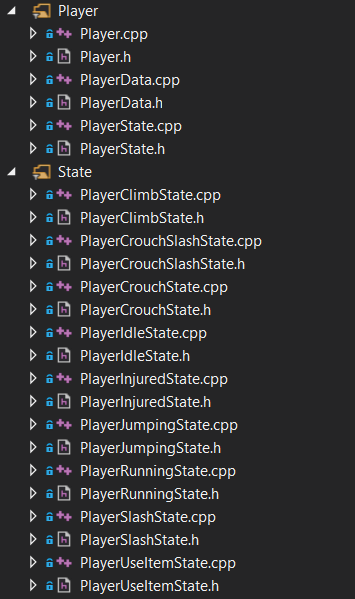 Player
Player.cpp
Player.h
PlayerData.cpp
PlayerData.h
PlayerState.cpp
PlayerState.h
State
PlayerClimbState.cpp
PlayerClimbState.h
PlayerCrouchSlashState.cpp
PlayerCrouchSlashState.h
PlayerCrouchState.cpp
PlayerCrouchState.h
PlayerIdleState.cpp
PlayerIdleState.h
PlayerInjuredState.cpp
PlayerInjuredState.h
PlayerJumpingState.cpp
PlayerJumpingState.h
PlayerRunningState.cpp
PlayerRunningState.h
PlayerSlashState.cpp
PlayerSlashState.h
PlayerUseItemState.cpp
PlayerUseItemState.h